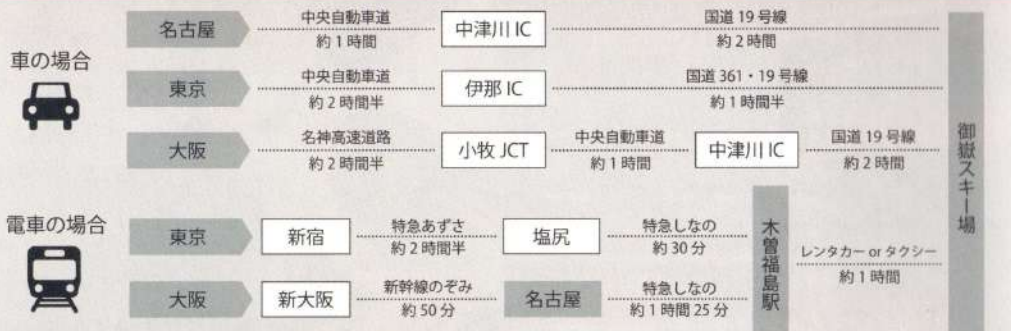 車の場合
名古屋 中央自動車道 約1時間 中津川 IC 国道 19 号線 約2時間
東京 中央自動車道 約2時間半 伊那 IC 国道 361・19 号線 約1時間半
大阪 名神高速道路 約2時間半 小牧 JCT 中央自動車道 約1時間 中津川 IC 国道 19 号線 約2時間
御嶽スキー場
電車の場合
東京 新宿 特急あずさ 約2時間半 塩尻 特急しなの 約 30 分
大阪 新大阪 新幹線のぞみ 約 50 分 名古屋 特急しなの 約1時間 25 分
木曽福島駅
レンタカー or タクシー
約1時間